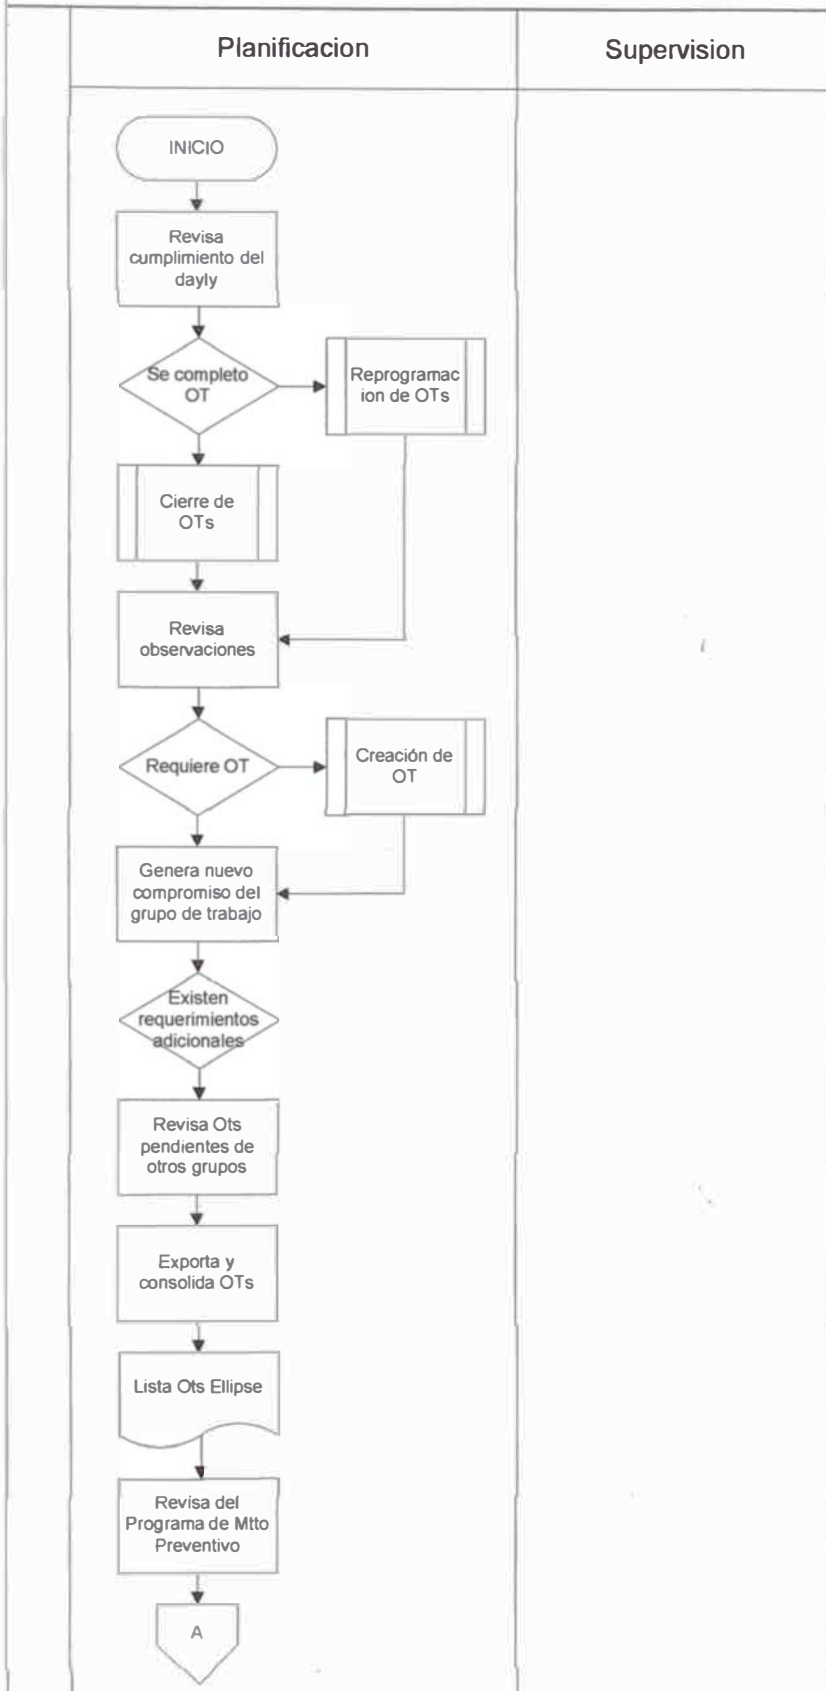 Planificacion
Supervision
INICIO
Revisa
cumplimiento del
dayly
Se completo
OT
Reprogramac
ion de OTs
Cierre de
OTs
Revisa
observaciones
Requiere OT
Creación de
OT
Genera nuevo
compromiso del
grupo de trabajo
Existen
requerimientos
adicionales
Revisa Ots
pendientes de
otros grupos
Exporta y
consolida OTs
Lista Ots Ellipse
Revisa del
Programa de Mtto
Preventivo
A